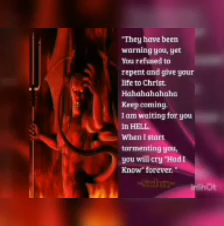 "They have been
warning you, yet
You refused to
repent and give your
life to Christ.
Hahahahahaha
Keep coming.
I am waiting for you
in HELL.
When I start
tormenting you,
you will cry "Had I
Know" forever. "
InShOt